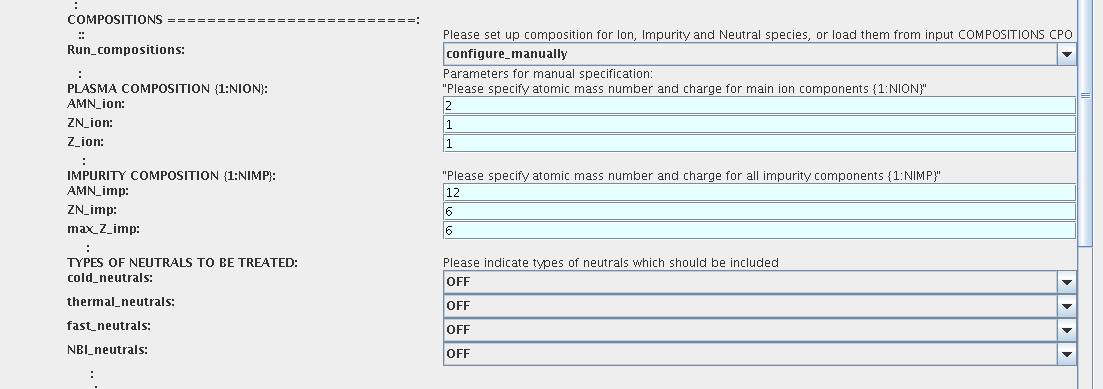 :
COMPOSITIONS =========================:
:: Please set up composition for Ion, Impurity and Neutral species, or load them from input COMPOSITIONS CPO
Run_compositions: configure_manually
: Parameters for manual specification:
PLASMA COMPOSITION {1:NION}: "Please specify atomic mass number and charge for main ion components {1:NION}"
AMN_ion: 2
ZN_ion: 1
Z_ion: 1
:
IMPURITY COMPOSITION {1:NIMP}: "Please specify atomic mass number and charge for all impurity components {1:NIMP}"
AMN_imp: 12
ZN_imp: 6
max_Z_imp: 6
:
TYPES OF NEUTRALS TO BE TREATED: Please indicate types of neutrals which should be included
cold_neutrals: OFF
thermal_neutrals: OFF
fast_neutrals: OFF
NBI_neutrals: OFF
:
: